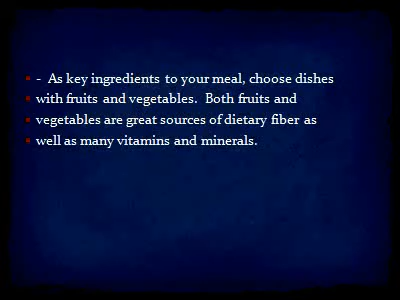 - As key ingredients to your meal, choose dishes
with fruits and vegetables.  Both fruits and
vegetables are great sources of dietary fiber as
well as many vitamins and minerals.